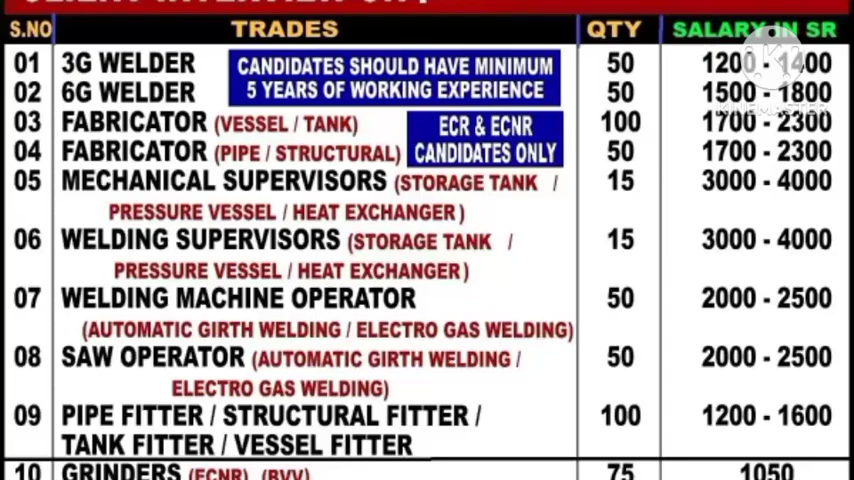 S.NO TRADES QTY SALARY IN SR
01 3G WELDER CANDIDATES SHOULD HAVE MINIMUM 50 1200 - 1400
02 6G WELDER 5 YEARS OF WORKING EXPERIENCE 50 1500 - 1800
KINEMASTER
03 FABRICATOR (VESSEL / TANK) ECR & ECNR 100 1700 - 2300
04 FABRICATOR (PIPE / STRUCTURAL) CANDIDATES ONLY 50 1700 - 2300
05 MECHANICAL SUPERVISORS (STORAGE TANK / 15 3000 - 4000
PRESSURE VESSEL / HEAT EXCHANGER)
06 WELDING SUPERVISORS (STORAGE TANK / 15 3000 - 4000
PRESSURE VESSEL / HEAT EXCHANGER)
07 WELDING MACHINE OPERATOR 50 2000 - 2500
(AUTOMATIC GIRTH WELDING / ELECTRO GAS WELDING)
08 SAW OPERATOR (AUTOMATIC GIRTH WELDING / 50 2000 - 2500
ELECTRO GAS WELDING)
09 PIPE FITTER / STRUCTURAL FITTER / 100 1200 - 1600
TANK FITTER / VESSEL FITTER
10 GRINDERS (ECNR) (BVV) 75 1050